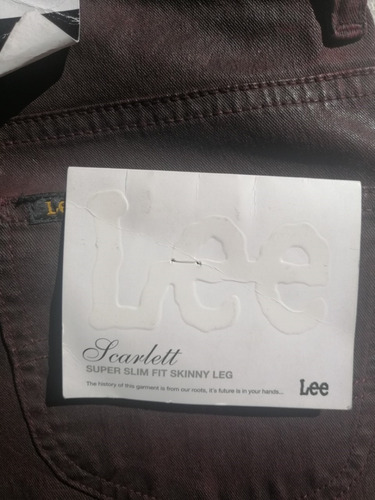 Le
Lee
Scarlett
SUPER SLIM FIT SKINNY LEG
The history of this garment is from our roots, it's future is in your hands...
Lee